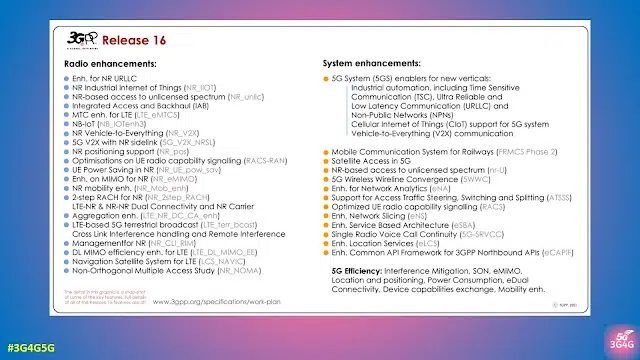 3GPP
A GLOBAL INITIATIVE
Release 16
Radio enhancements:
Enh. for NR URLLC
NR Industrial Internet of Things (NR_IIOT)
NR-based access to unlicensed spectrum (NR_unlic)
Integrated Access and Backhaul (IAB)
MTC enh. for LTE (LTE_eMTC5)
NB-IoT (NB_IOTenh3)
NR Vehicle-to-Everything (NR_V2X)
5G V2X with NR sidelink (5G_V2X_NRSL)
NR positioning support (NR_pos)
Optimisations on UE radio capability signalling (RACS-RAN)
UE Power Saving in NR (NR_UE_pow_sav)
Enh. on MIMO for NR (NR_eMIMO)
NR mobility enh. (NR_Mob_enh)
2-step RACH for NR (NR_2step_RACH)
LTE-NR & NR-NR Dual Connectivity and NR Carrier
Aggregation enh. (LTE_NR_DC_CA_enh)
LTE-based 5G terrestrial broadcast (LTE_terr_bcast)
Cross Link Interference handling and Remote Interference
Managementfor NR (NR_CLI_RIM)
DL MIMO efficiency enh. for LTE (LTE_DL_MIMO_EE)
Navigation Satellite System for LTE (LCS_NAVIC)
Non-Orthogonal Multiple Access Study (NR_NOMA)
The detail in this graphic is a snap-shot
of some of the key features. Full details
of all of the Release 16 features are at:
www.3gpp.org/specifications/work-plan
System enhancements:
5G System (5GS) enablers for new verticals:
Industrial automation, including Time Sensitive
Communication (TSC), Ultra Reliable and
Low Latency Communication (URLLC) and
Non-Public Networks (NPNs)
Cellular Internet of Things (CIoT) support for 5G system
Vehicle-to-Everything (V2X) communication
Mobile Communication System for Railways (FRMCS Phase 2)
Satellite Access in 5G
NR-based access to unlicensed spectrum (nr-U)
5G Wireless Wireline Convergence (5WWC)
Enh. for Network Analytics (eNA)
Support for Access Traffic Steering, Switching and Splitting (ATSSS)
Optimized UE radio capability signalling (RACS)
Enh. Network Slicing (eNS)
Enh. Service Based Architecture (eSBA)
Single Radio Voice Call Continuity (5G-SRVCC)
Enh. Location Services (eLCS)
Enh. Common API Framework for 3GPP Northbound APIs (eCAPIF)
5G Efficiency: Interference Mitigation, SON, eMIMO,
Location and positioning, Power Consumption, eDual
Connectivity, Device capabilities exchange, Mobility enh.
#3G4G5G
5G
3G4G